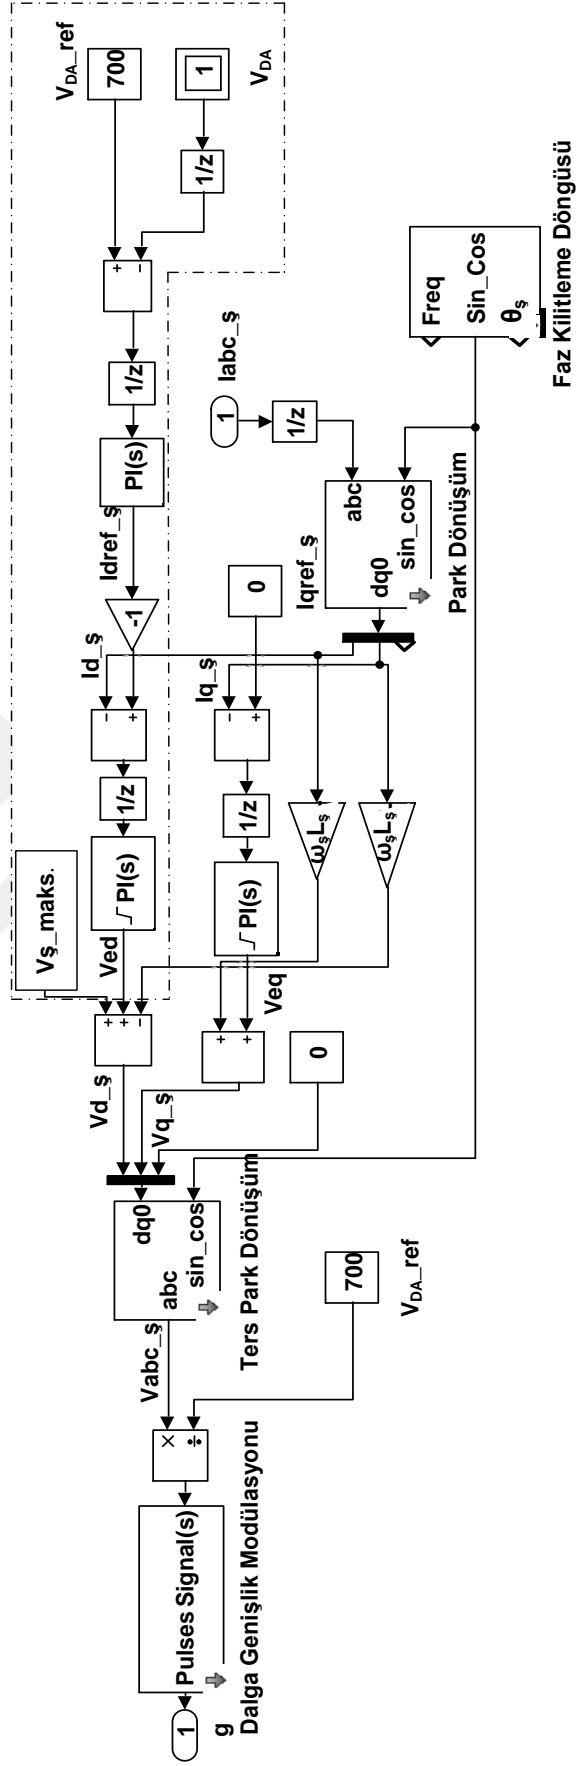 V_DA_ref
700
1
V_DA
1/z
+
−
1/z
PI(s)
Idref_ş
-1
Id_ş
−
+
1/z
PI(s)
Vş_maks.
Ved
+
+
−
Vd_ş
Iabc_ş
1
1/z
abc
sin_cos
dq0
Park Dönüşüm
Iqref_ş
0
Iq_ş
−
+
1/z
PI(s)
Veq
ωşLş
ωşLş
+
+
Vq_ş
0
Freq
Sin_Cos
θş
Faz Kilitleme Döngüsü
dq0
sin_cos
abc
Ters Park Dönüşüm
Vabc_ş
700
V_DA_ref
×
÷
Pulses Signal(s)
Dalga Genişlik Modülasyonu
1
g